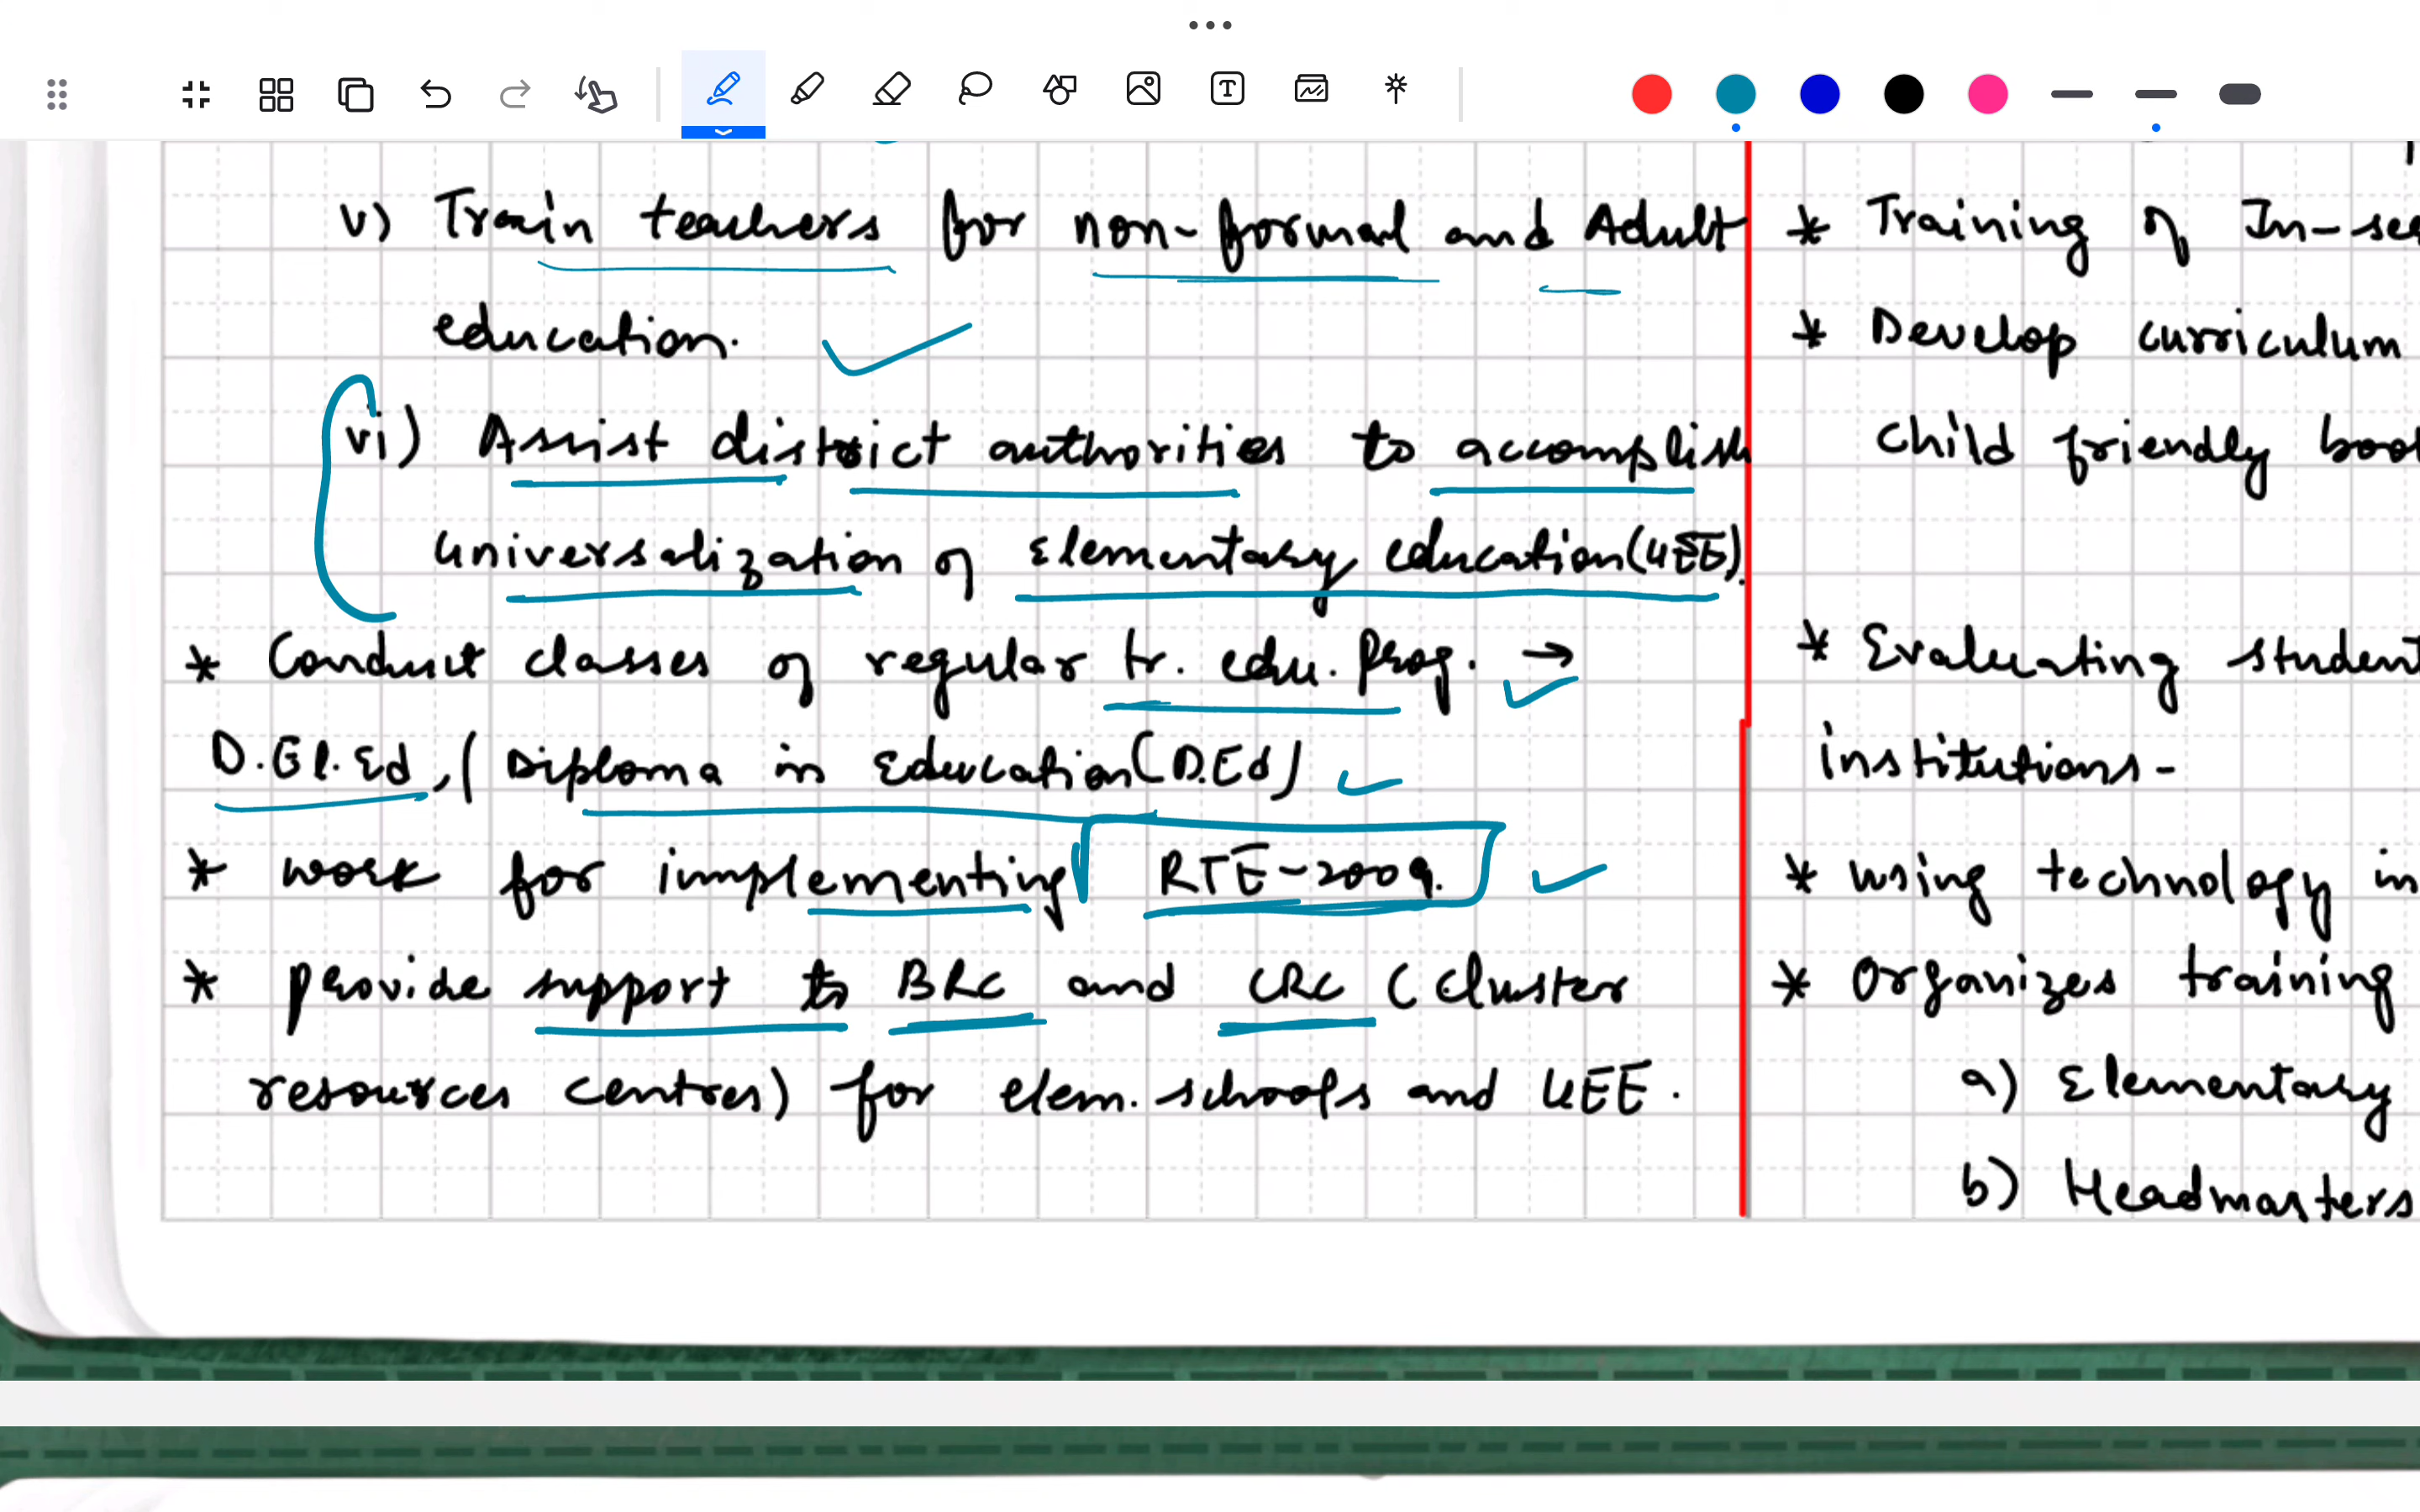 v) Train teachers for non-formal and Adult
education.
vi) Assist district authorities to accomplish
universalization of Elementary education(UEE).
* Conduct classes of regular tr. edu. prog. →
D.El.Ed, ( Diploma in Education(D.Ed)
* work for implementing RTE-2009.
* provide support to BRC and CRC (Cluster
resources centres) for elem. schools and UEE.
* Training of In-se
* Develop curriculum
child friendly boo
* Evaluating student
institutions-
* using technology in
* Organizes training
a) Elementary
b) Headmasters